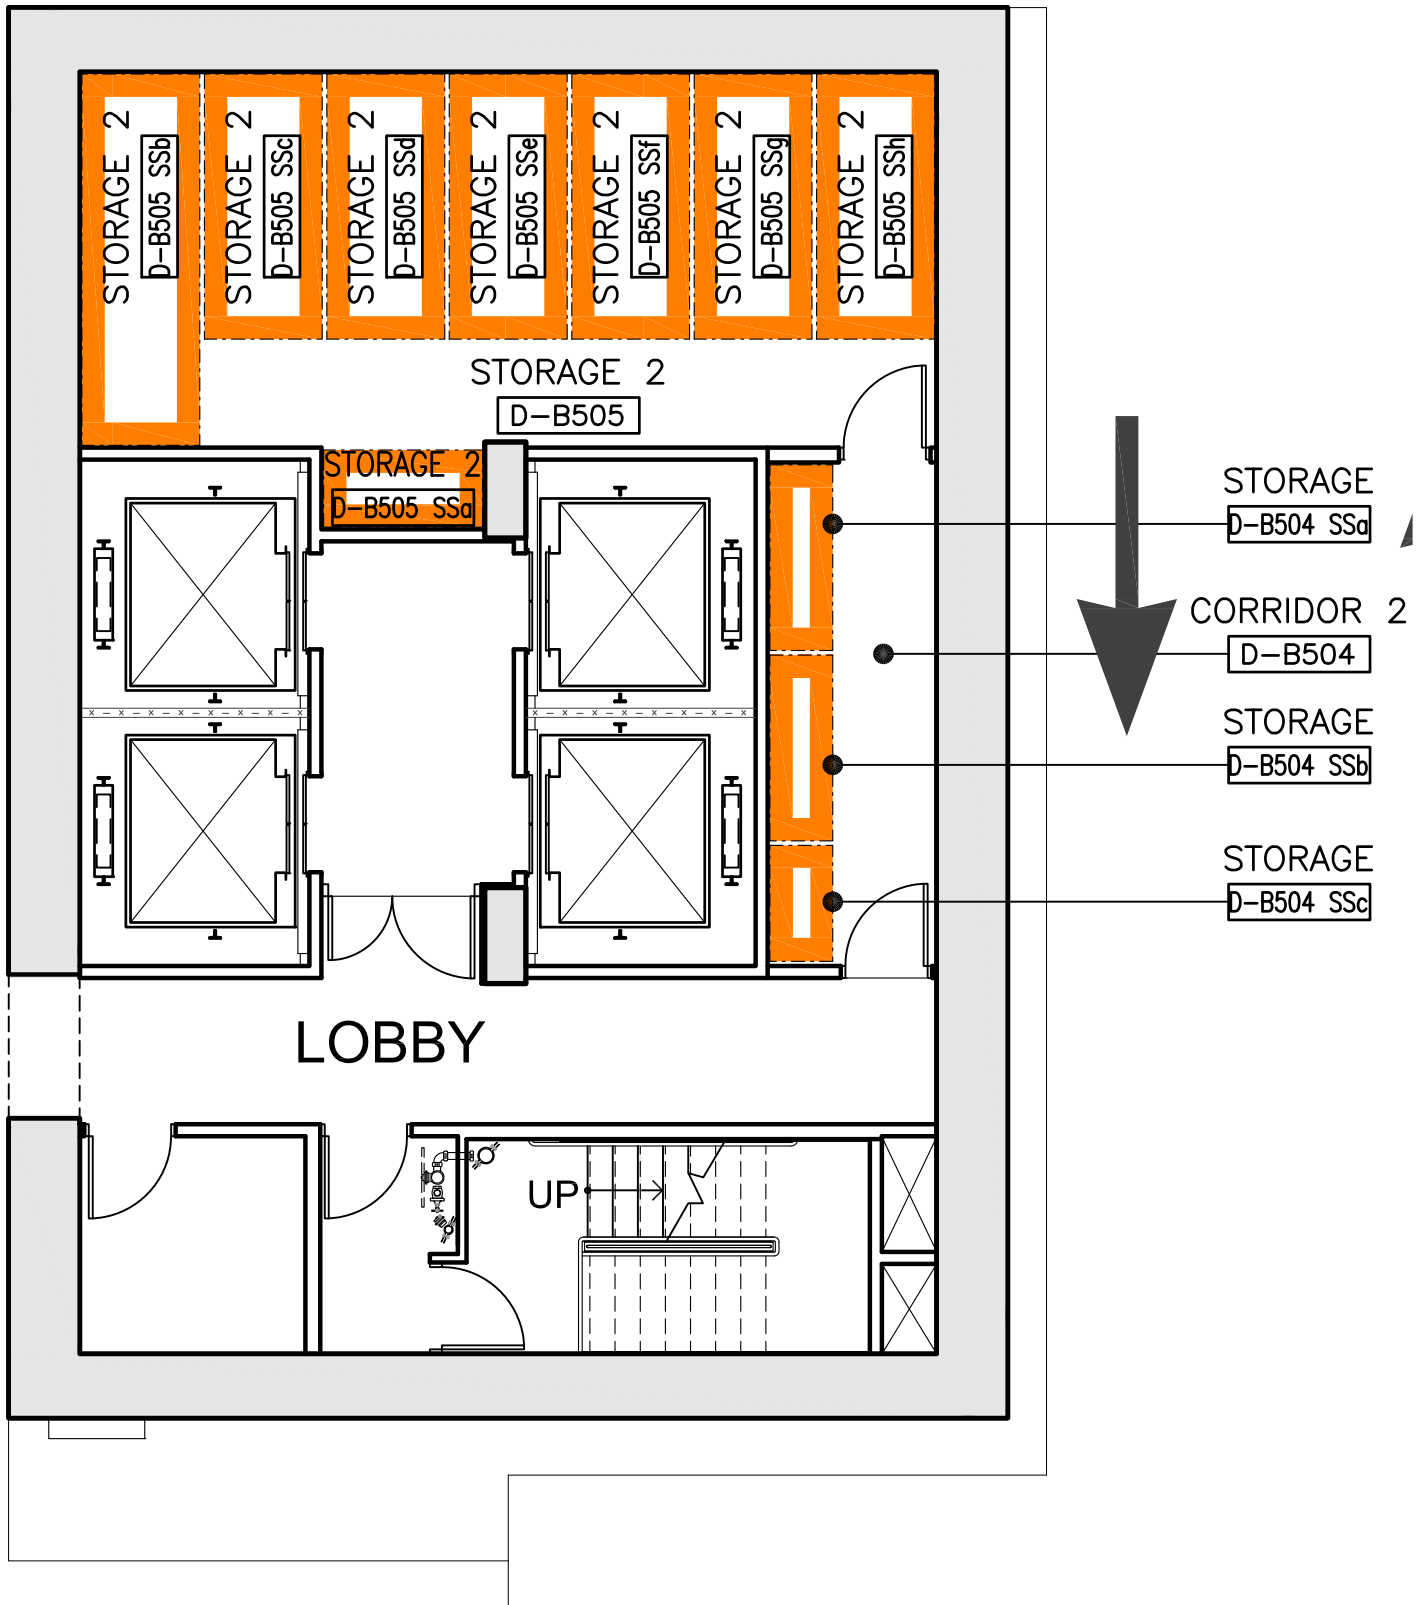 STORAGE 2
D-B505 SSb
STORAGE 2
D-B505 SSc
STORAGE 2
D-B505 SSd
STORAGE 2
D-B505 SSe
STORAGE 2
D-B505 SSf
STORAGE 2
D-B505 SSg
STORAGE 2
D-B505 SSh
STORAGE 2
D-B505
STORAGE 2
D-B505 SSa
STORAGE
D-B504 SSa
CORRIDOR 2
D-B504
STORAGE
D-B504 SSb
STORAGE
D-B504 SSc
LOBBY
UP